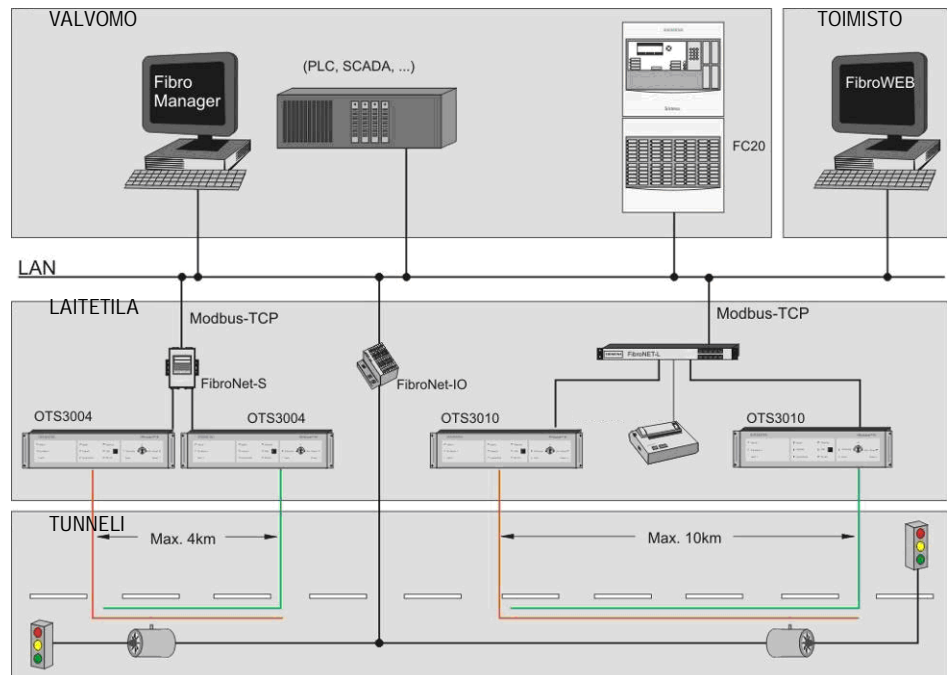 VALVOMO
TOIMISTO
Fibro
Manager
(PLC, SCADA, ...)
FibroWEB
FC20
LAN
LAITETILA
Modbus-TCP
Modbus-TCP
FibroNET-L
FibroNet-S
FibroNet-IO
OTS3004
OTS3004
OTS3010
OTS3010
TUNNELI
Max. 4km
Max. 10km